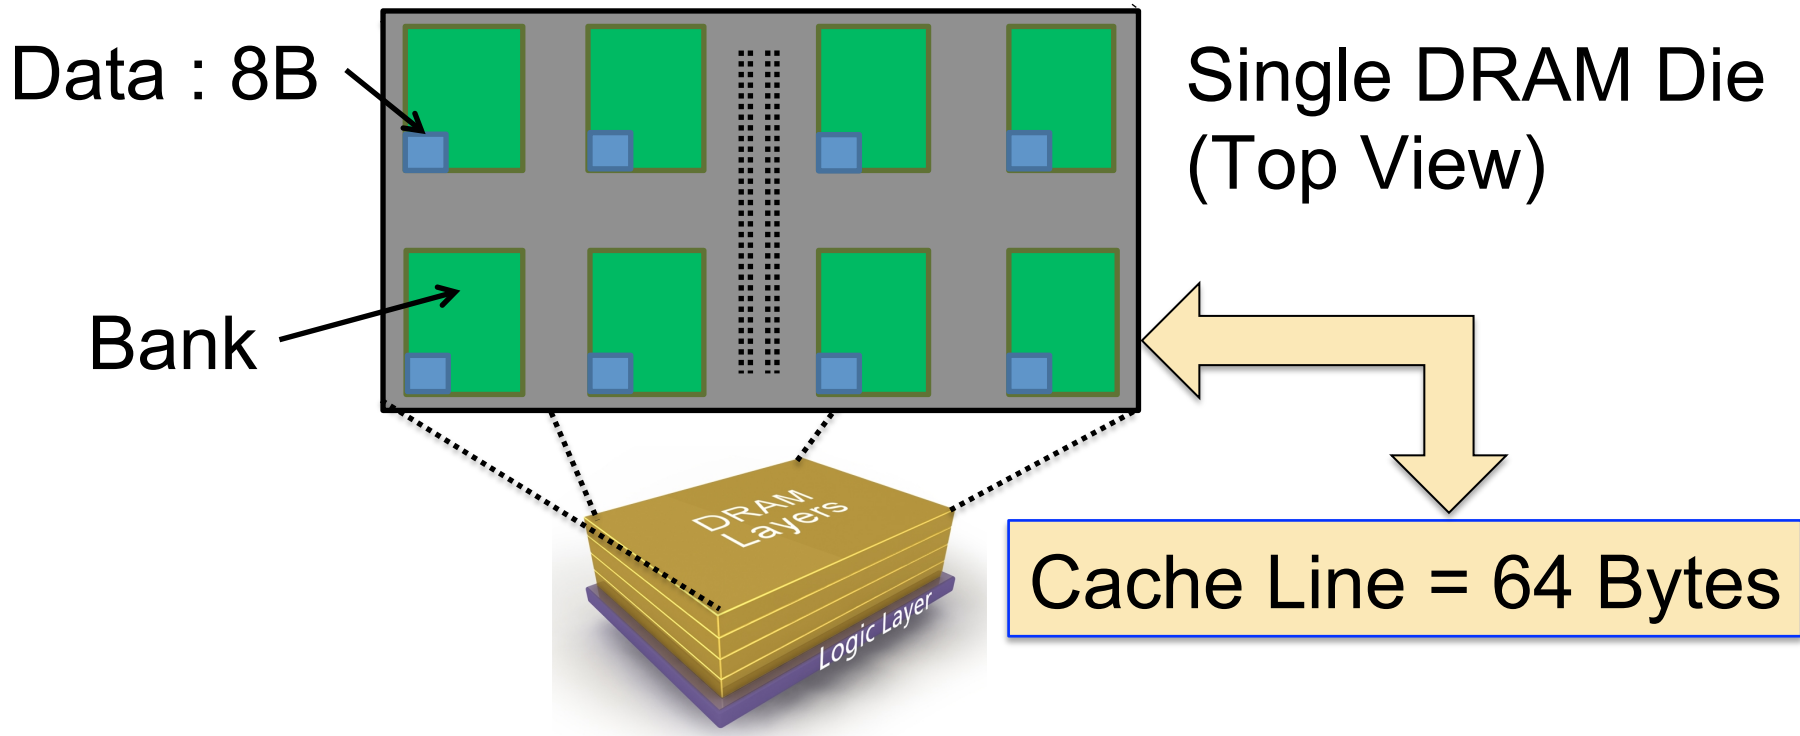 Data : 8B
Single DRAM Die
(Top View)
Bank
DRAM
Layers
Logic Layer
Cache Line = 64 Bytes